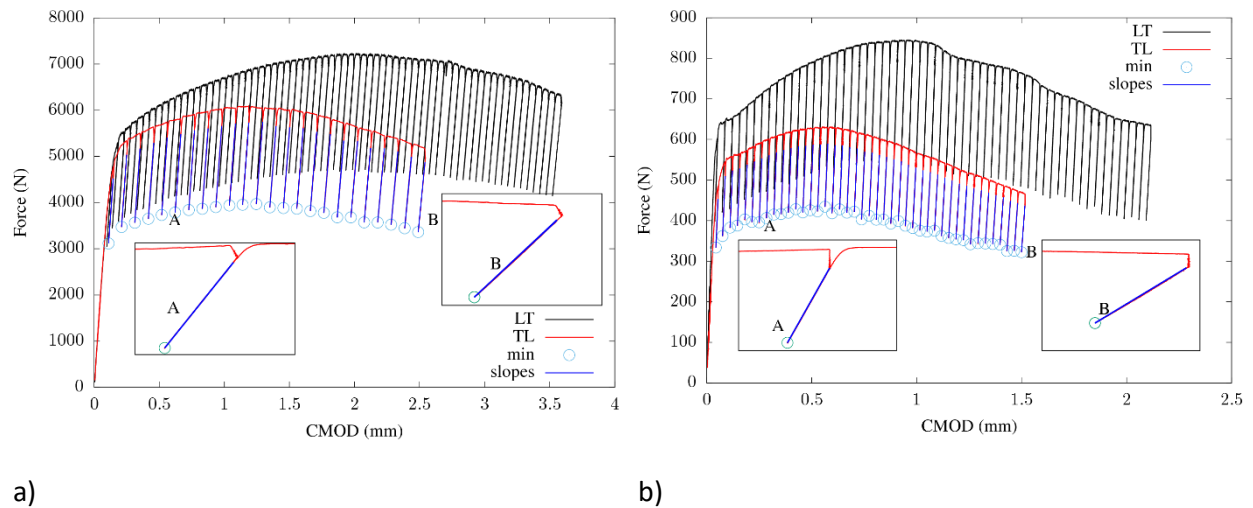 8000
7000
6000
5000
4000
3000
2000
1000
0
Force (N)
A
B
A
B
LT
TL
min
slopes
0 0.5 1 1.5 2 2.5 3 3.5 4
CMOD (mm)
a)
900
800
700
600
500
400
300
200
100
0
Force (N)
LT
TL
min
slopes
A
B
A
B
0 0.5 1 1.5 2 2.5
CMOD (mm)
b)